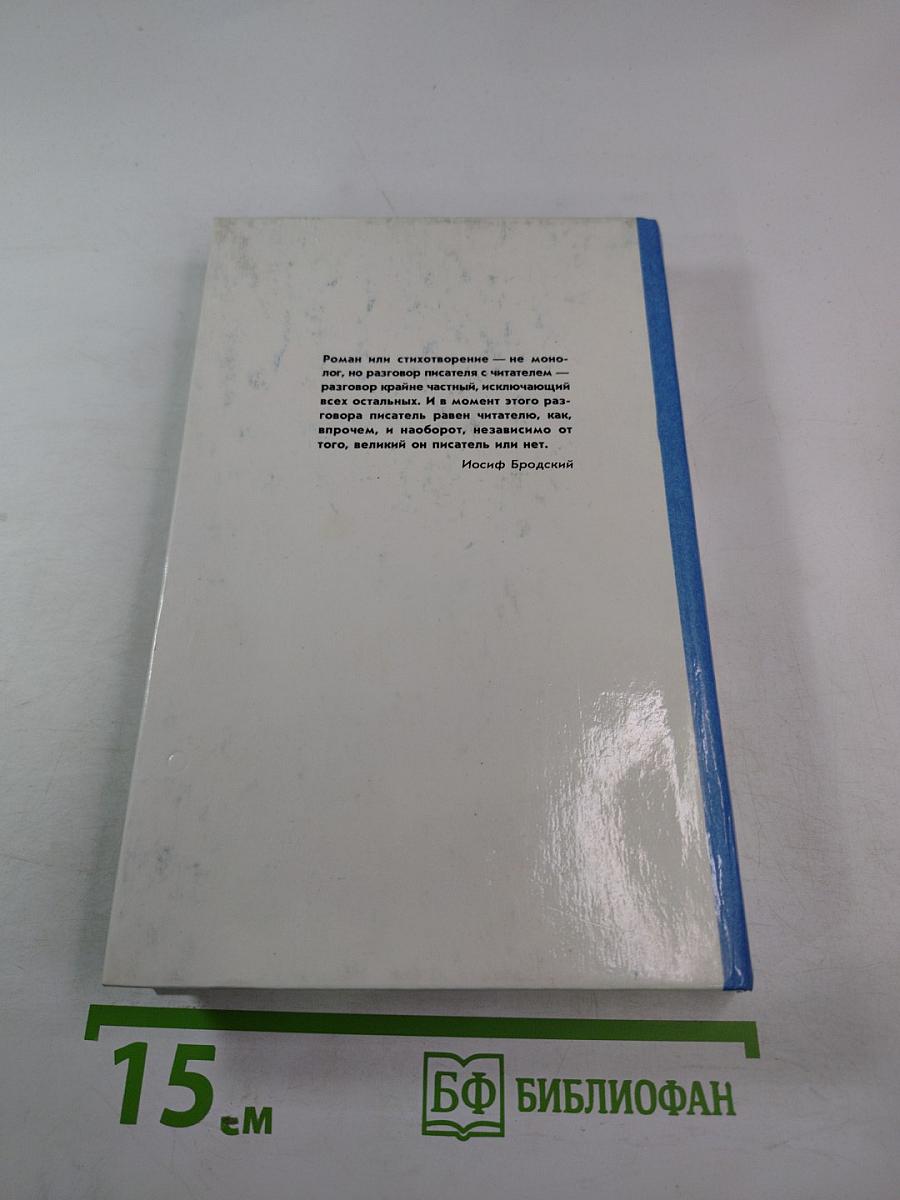 Роман или стихотворение — не моно-
лог, но разговор писателя с читателем —
разговор крайне частный, исключающий
всех остальных. И в момент этого раз-
говора писатель равен читателю, как,
впрочем, и наоборот, независимо от
того, великий он писатель или нет.
Иосиф Бродский
15 см
БФ БИБЛИОФАН